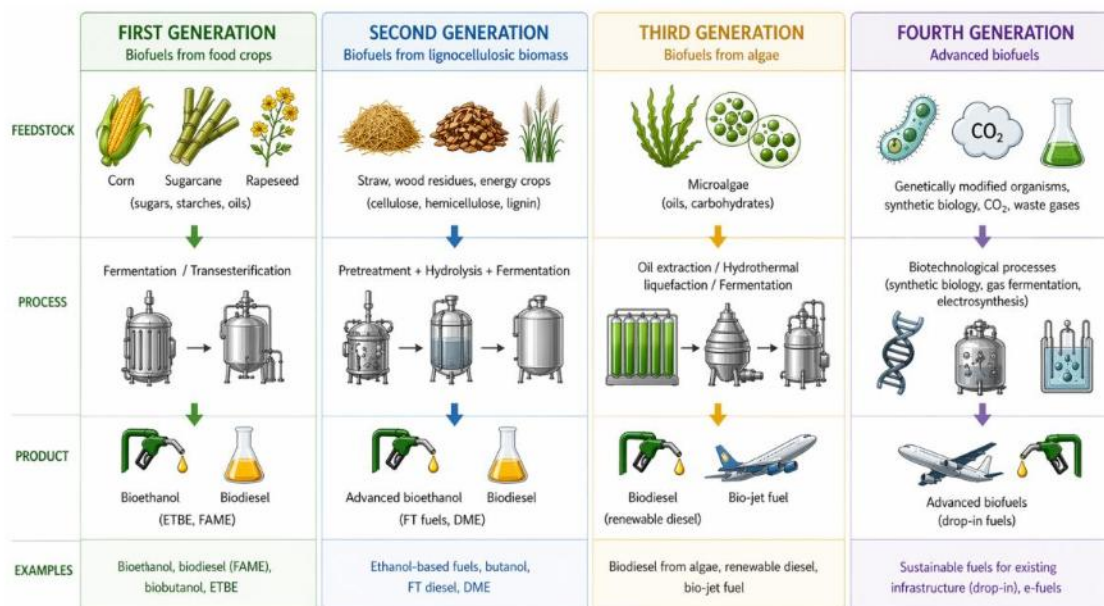 FIRST GENERATION
Biofuels from food crops
SECOND GENERATION
Biofuels from lignocellulosic biomass
THIRD GENERATION
Biofuels from algae
FOURTH GENERATION
Advanced biofuels
FEEDSTOCK
Corn
Sugarcane
Rapeseed
(sugars, starches, oils)
Straw, wood residues, energy crops
(cellulose, hemicellulose, lignin)
Microalgae
(oils, carbohydrates)
CO2
Genetically modified organisms,
synthetic biology, CO2, waste gases
PROCESS
Fermentation / Transesterification
Pretreatment + Hydrolysis + Fermentation
Oil extraction / Hydrothermal
liquefaction / Fermentation
Biotechnological processes
(synthetic biology, gas fermentation,
electrosynthesis)
PRODUCT
Bioethanol
Biodiesel
(ETBE, FAME)
Advanced bioethanol
Biodiesel
(FT fuels, DME)
Biodiesel
(renewable diesel)
Bio-jet fuel
Advanced biofuels
(drop-in fuels)
EXAMPLES
Bioethanol, biodiesel (FAME),
biobutanol, ETBE
Ethanol-based fuels, butanol,
FT diesel, DME
Biodiesel from algae, renewable diesel,
bio-jet fuel
Sustainable fuels for existing
infrastructure (drop-in), e-fuels